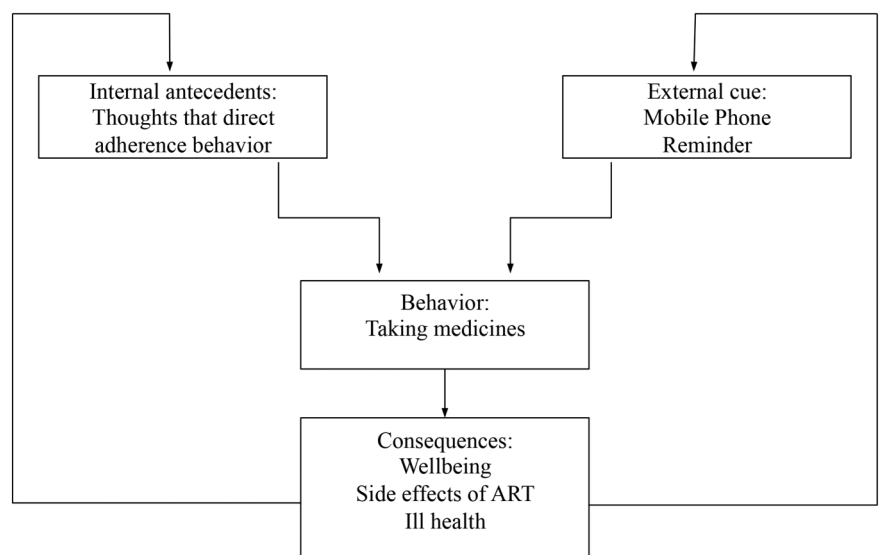 Internal antecedents:
Thoughts that direct
adherence behavior
External cue:
Mobile Phone
Reminder
Behavior:
Taking medicines
Consequences:
Wellbeing
Side effects of ART
Ill health